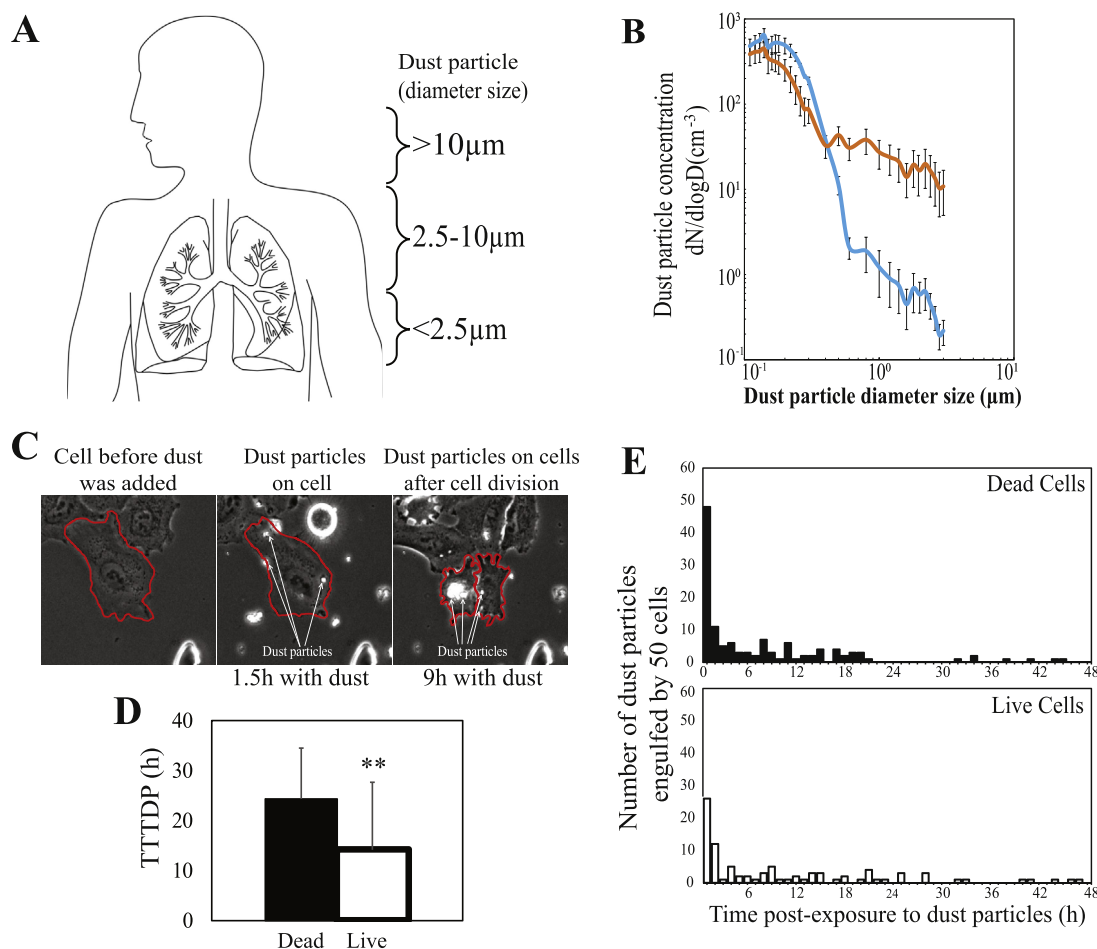 A
Dust particle
(diameter size)
>10µm
2.5-10µm
<2.5µm
B
Dust particle concentration
dN/dlogD(cm⁻³)
10³
10²
10¹
10⁰
10⁻¹
10⁻¹
10⁰
10¹
Dust particle diameter size (µm)
C
Cell before dust
was added
Dust particles
on cell
Dust particles on cells
after cell division
Dust particles
Dust particles
1.5h with dust
9h with dust
D
TTTDP (h)
40
30
20
10
0
**
Dead
Live
E
Number of dust particles
engulfed by 50 cells
Dead Cells
60
50
40
30
20
10
0
0 6 12 18 24 30 36 42 48
Live Cells
60
50
40
30
20
10
0
6 12 18 24 30 36 42 48
Time post-exposure to dust particles (h)